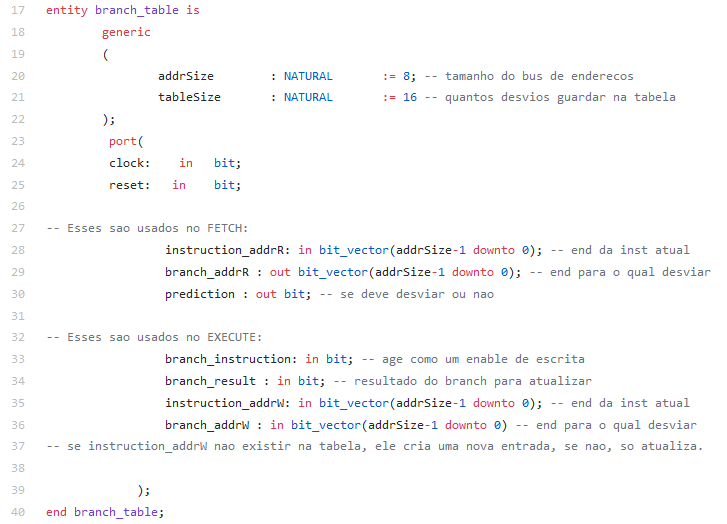 17 entity branch_table is
18 generic
19 (
20 addrSize : NATURAL := 8; -- tamanho do bus de enderecos
21 tableSize : NATURAL := 16 -- quantos desvios guardar na tabela
22 );
23 port(
24 clock: in bit;
25 reset: in bit;
26
27 -- Esses sao usados no FETCH:
28 instruction_addrR: in bit_vector(addrSize-1 downto 0); -- end da inst atual
29 branch_addrR : out bit_vector(addrSize-1 downto 0); -- end para o qual desviar
30 prediction : out bit; -- se deve desviar ou nao
31
32 -- Esses sao usados no EXECUTE:
33 branch_instruction: in bit; -- age como um enable de escrita
34 branch_result : in bit; -- resultado do branch para atualizar
35 instruction_addrW: in bit_vector(addrSize-1 downto 0); -- end da inst atual
36 branch_addrW : in bit_vector(addrSize-1 downto 0) -- end para o qual desviar
37 -- se instruction_addrW nao existir na tabela, ele cria uma nova entrada, se nao, so atualiza.
38
39 );
40 end branch_table;